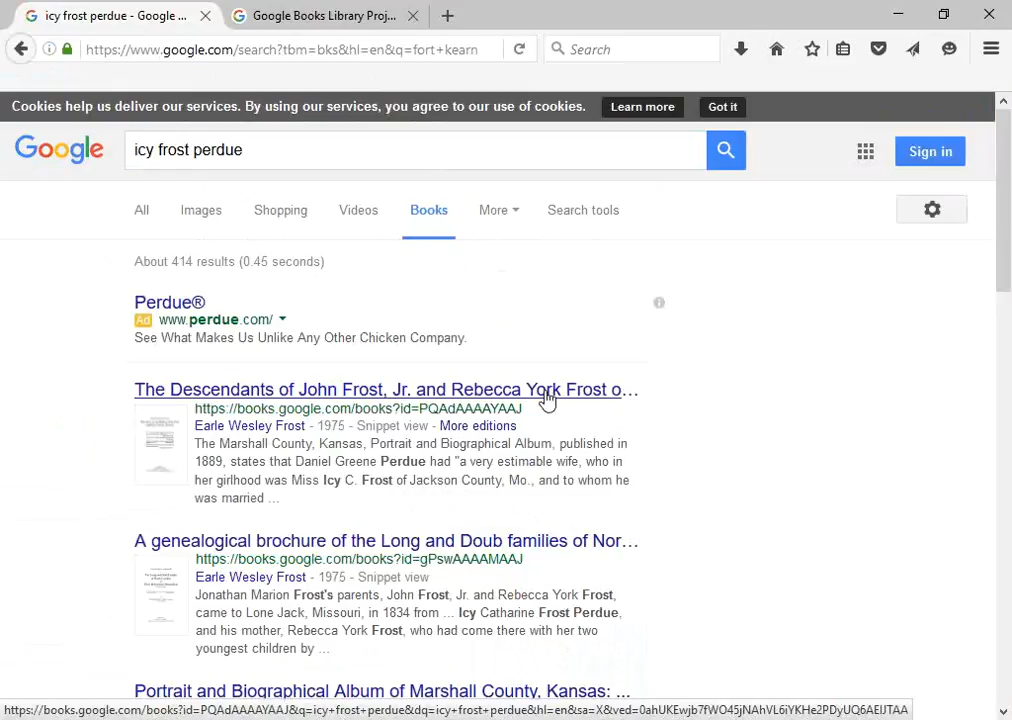 icy frost perdue - Google ...
Google Books Library Proj...
https://www.google.com/search?tbm=bks&hl=en&q=fort+kearn
Search
Cookies help us deliver our services. By using our services, you agree to our use of cookies.
Learn more
Got it
Google
icy frost perdue
Sign in
All
Images
Shopping
Videos
Books
More
Search tools
About 414 results (0.45 seconds)
Perdue®
Ad www.perdue.com/
See What Makes Us Unlike Any Other Chicken Company.
The Descendants of John Frost, Jr. and Rebecca York Frost o...
https://books.google.com/books?id=PQAdAAAAYAAJ
Earle Wesley Frost - 1975 - Snippet view - More editions
The Marshall County, Kansas, Portrait and Biographical Album, published in
1889, states that Daniel Greene Perdue had "a very estimable wife, who in
her girlhood was Miss Icy C. Frost of Jackson County, Mo., and to whom he
was married ...
A genealogical brochure of the Long and Doub families of Nor...
https://books.google.com/books?id=gPswAAAAMAAJ
Earle Wesley Frost - 1975 - Snippet view
Jonathan Marion Frost's parents, John Frost, Jr. and Rebecca York Frost,
came to Lone Jack, Missouri, in 1834 from ... Icy Catharine Frost Perdue,
and his mother, Rebecca York Frost, who had come there with her two
youngest children by ...
Portrait and Biographical Album of Marshall County, Kansas: ...
https://books.google.com/books?id=PQAdAAAAYAAJ&q=icy+frost+perdue&dq=icy+frost+perdue&hl=en&sa=X&ved=0ahUKEwjb7fWO45jNAhVL6iYKHe2PDyUQ6AEIJTAA